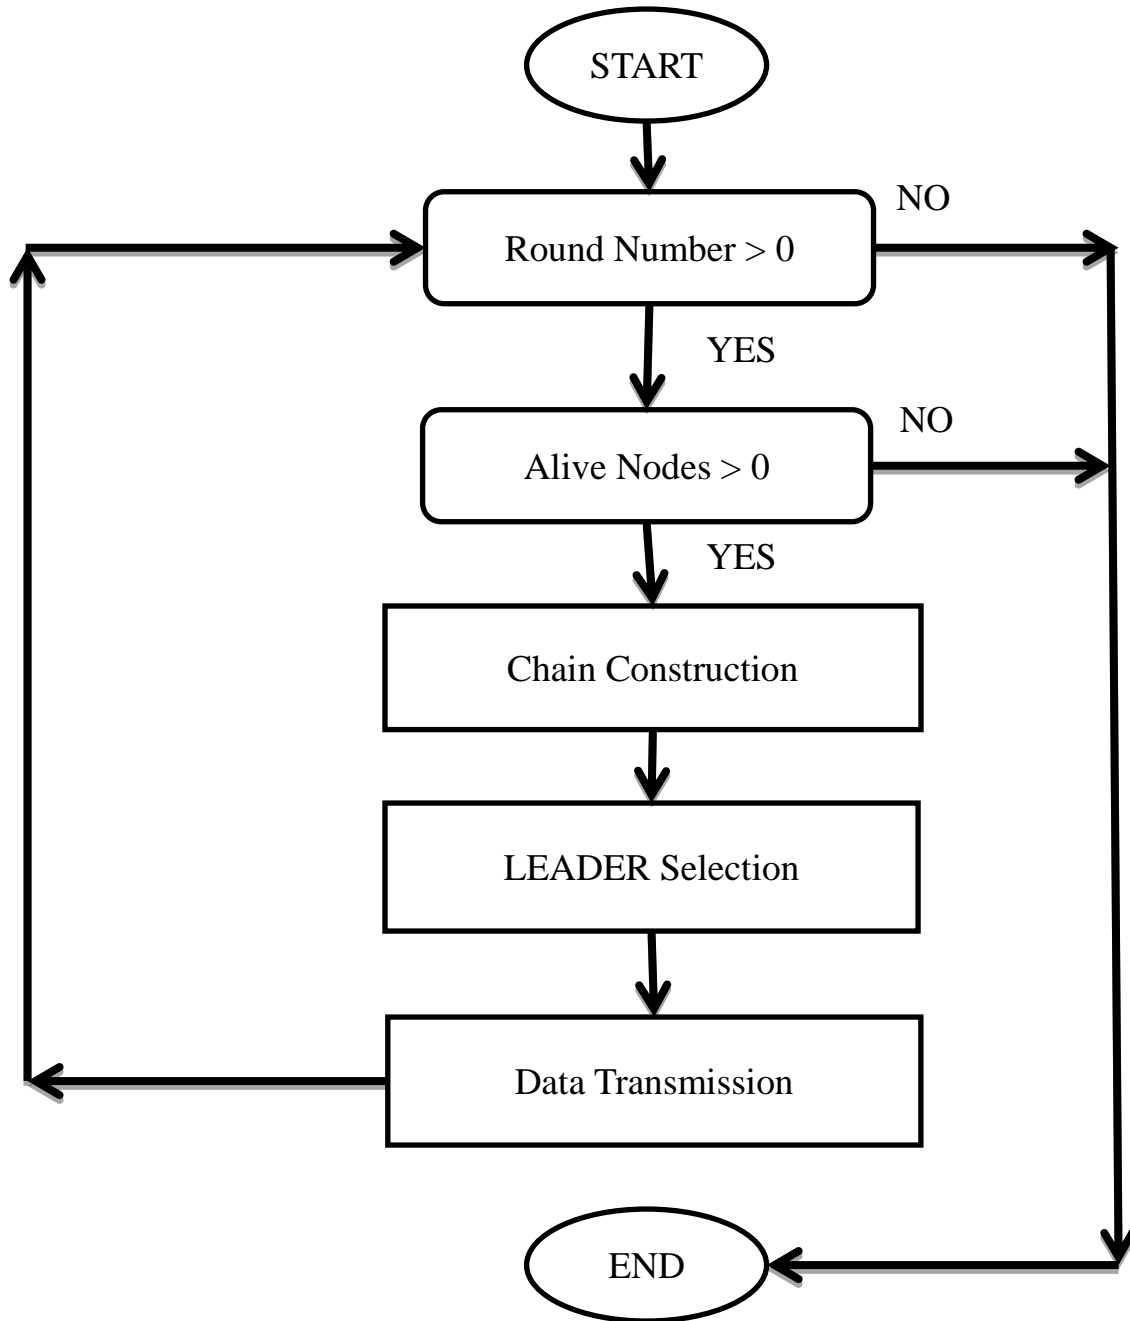 START
NO
Round Number > 0
YES
NO
Alive Nodes > 0
YES
Chain Construction
LEADER Selection
Data Transmission
END